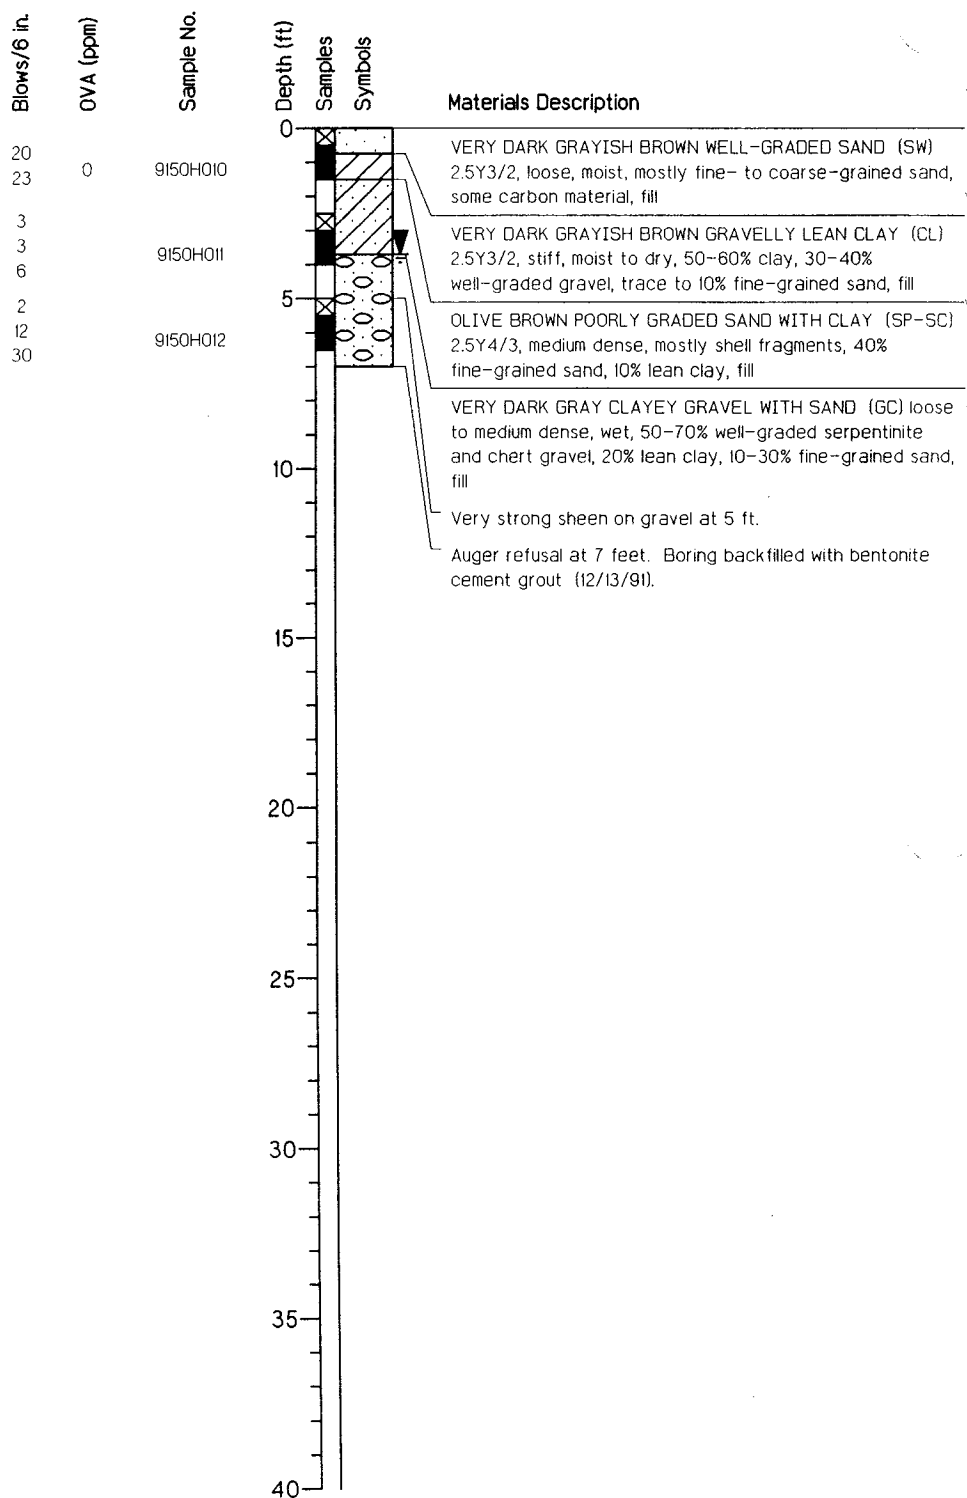 Blows/6 in.
OVA (ppm)
Sample No.
Depth (ft)
Samples
Symbols
Materials Description
0
VERY DARK GRAYISH BROWN WELL-GRADED SAND (SW)
20
2.5Y3/2, loose, moist, mostly fine- to coarse-grained sand,
23 0 9150H010
some carbon material, fill
3
VERY DARK GRAYISH BROWN GRAVELLY LEAN CLAY (CL)
3 9150H011
2.5Y3/2, stiff, moist to dry, 50-60% clay, 30-40%
6
well-graded gravel, trace to 10% fine-grained sand, fill
5
2
OLIVE BROWN POORLY GRADED SAND WITH CLAY (SP-SC)
12 9150H012
2.5Y4/3, medium dense, mostly shell fragments, 40%
30
fine-grained sand, 10% lean clay, fill
VERY DARK GRAY CLAYEY GRAVEL WITH SAND (GC) loose
to medium dense, wet, 50-70% well-graded serpentinite
and chert gravel, 20% lean clay, 10-30% fine-grained sand,
10
fill
Very strong sheen on gravel at 5 ft.
Auger refusal at 7 feet. Boring backfilled with bentonite
cement grout (12/13/91).
15
20
25
30
35
40